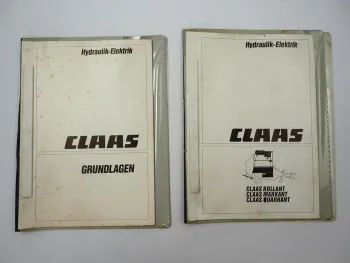 Hydraulik-Elektrik
CLAAS
GRUNDLAGEN
Hydraulik-Elektrik
CLAAS
CLAAS ROLLANT
CLAAS MARKANT
CLAAS QUADRANT